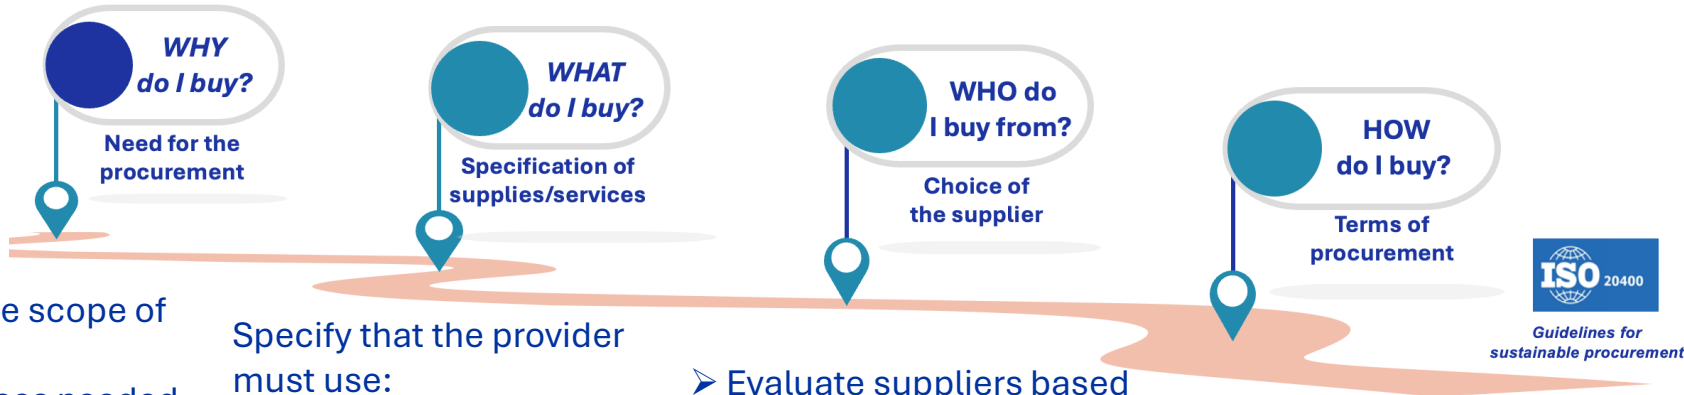 WHY
do I buy?
Need for the
procurement
WHAT
do I buy?
Specification of
supplies/services
WHO do
I buy from?
Choice of
the supplier
HOW
do I buy?
Terms of
procurement
ISO 20400
Guidelines for
sustainable procurement
e scope of
needed
Specify that the provider
must use:
➢ Evaluate suppliers based